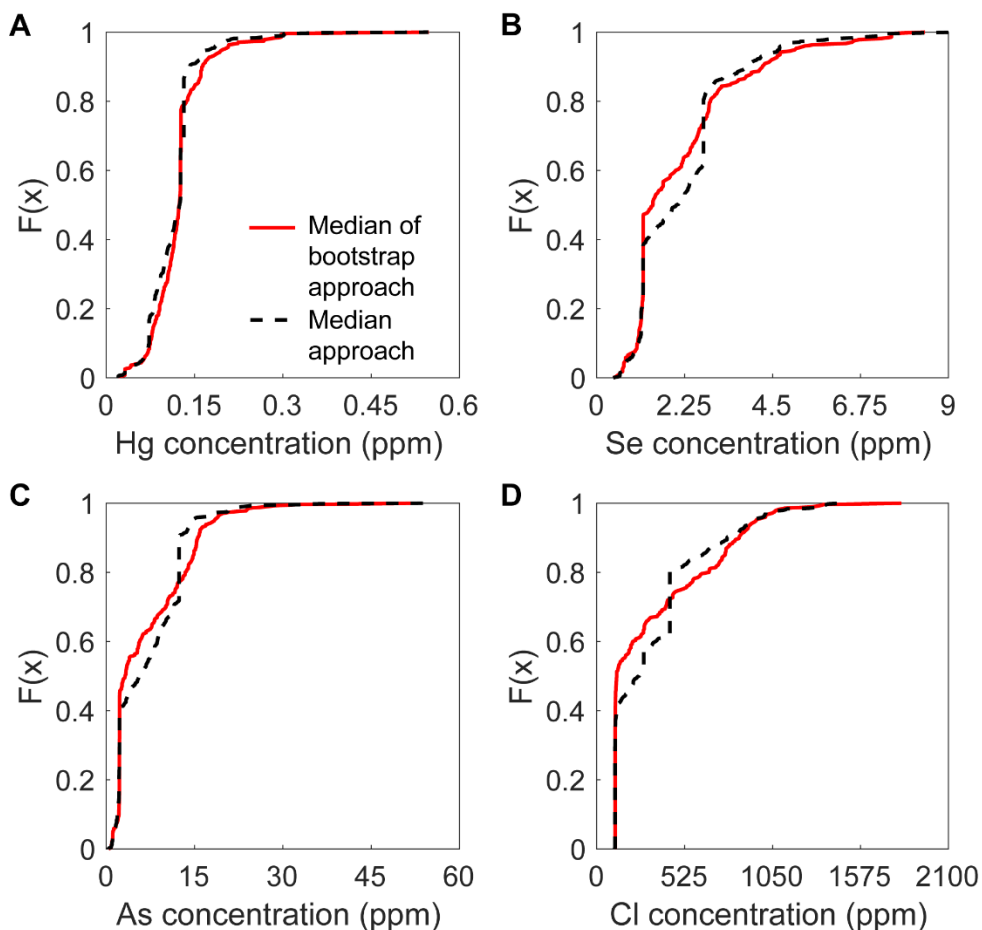 A
1
0.8
0.6
0.4
0.2
0
F(x)
0
0.15
0.3
0.45
0.6
Hg concentration (ppm)
Median of
bootstrap
approach
Median
approach
B
1
0.8
0.6
0.4
0.2
0
F(x)
0
2.25
4.5
6.75
9
Se concentration (ppm)
C
1
0.8
0.6
0.4
0.2
0
F(x)
0
15
30
45
60
As concentration (ppm)
D
1
0.8
0.6
0.4
0.2
0
F(x)
0
525
1050
1575
2100
Cl concentration (ppm)